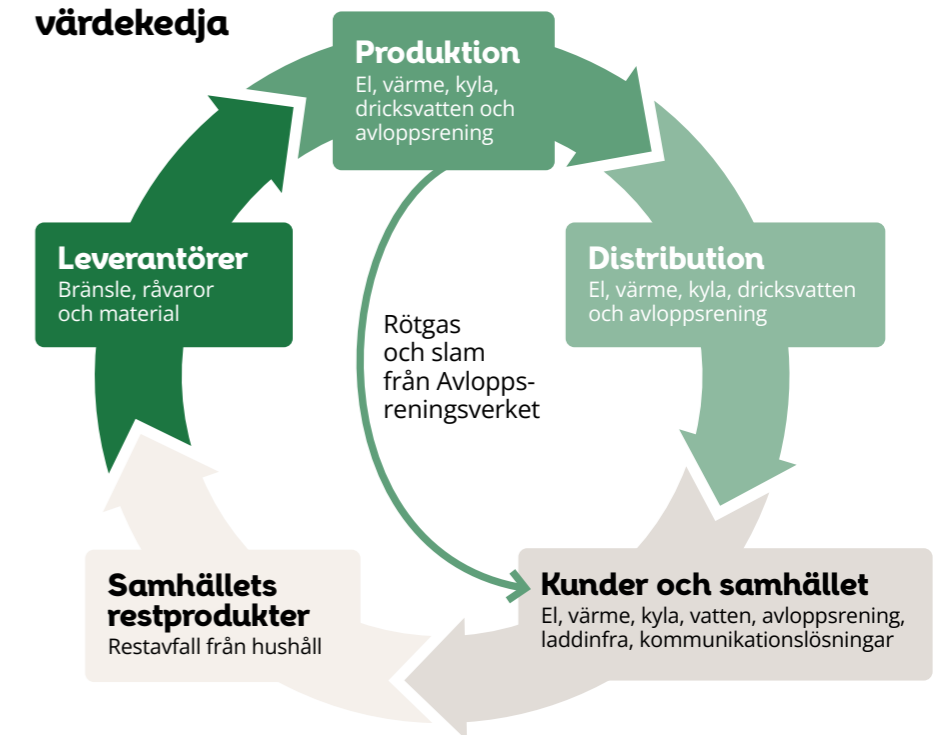 värdekedja
Produktion
El, värme, kyla,
dricksvatten och
avloppsrening
Leverantörer
Bränsle, råvaror
och material
Distribution
El, värme, kyla, dricksvatten
och avloppsrening
Rötgas
och slam
från Avlopps-
reningsverket
Samhällets
restprodukter
Restavfall från hushåll
Kunder och samhället
El, värme, kyla, vatten, avloppsrening,
laddinfra, kommunikationslösningar